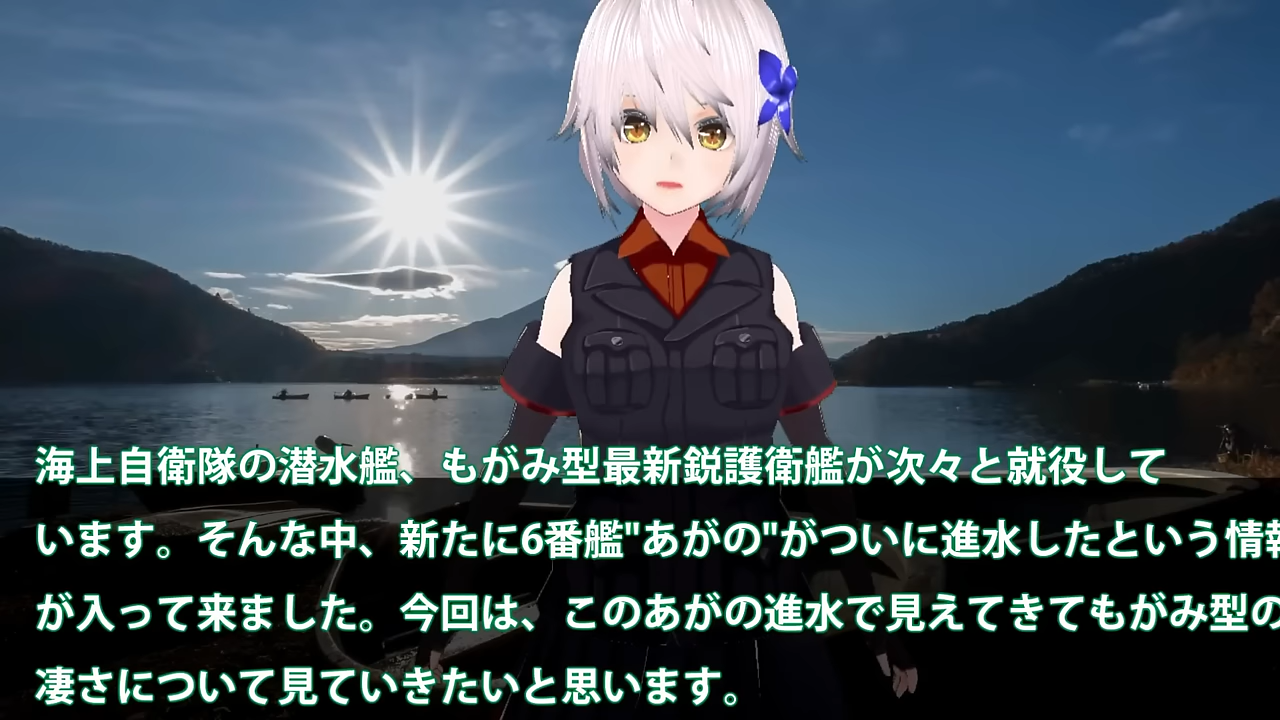 海上自衛隊の潜水艦、もがみ型最新鋭護衛艦が次々と就役して
います。そんな中、新たに6番艦"あがの"がついに進水したという情報
が入って来ました。今回は、このあがの進水で見えてきてもがみ型の
凄さについて見ていきたいと思います。